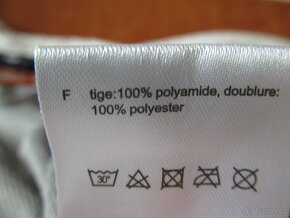 F tige:100% polyamide, doublure:
100% polyester
30°